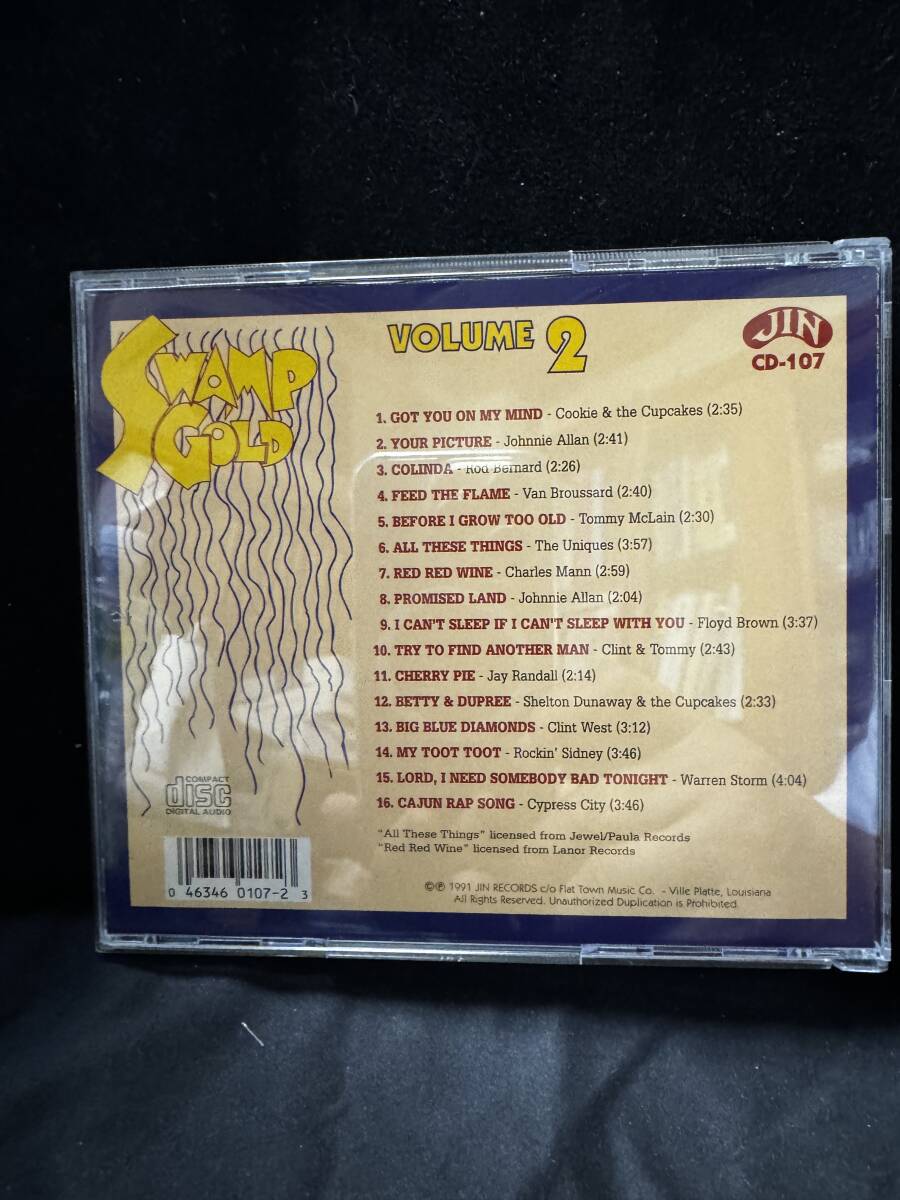 SWAMP
GOLD
VOLUME 2
JIN
CD-107
1. GOT YOU ON MY MIND - Cookie & the Cupcakes (2:35)
2. YOUR PICTURE - Johnnie Allan (2:41)
3. COLINDA - Rod Bernard (2:26)
4. FEED THE FLAME - Van Broussard (2:40)
5. BEFORE I GROW TOO OLD - Tommy McLain (2:30)
6. ALL THESE THINGS - The Uniques (3:57)
7. RED RED WINE - Charles Mann (2:59)
8. PROMISED LAND - Johnnie Allan (2:04)
9. I CAN'T SLEEP IF I CAN'T SLEEP WITH YOU - Floyd Brown (3:37)
10. TRY TO FIND ANOTHER MAN - Clint & Tommy (2:43)
11. CHERRY PIE - Jay Randall (2:14)
12. BETTY & DUPREE - Shelton Dunaway & the Cupcakes (2:33)
13. BIG BLUE DIAMONDS - Clint West (3:12)
14. MY TOOT TOOT - Rockin' Sidney (3:46)
15. LORD, I NEED SOMEBODY BAD TONIGHT - Warren Storm (4:04)
16. CAJUN RAP SONG - Cypress City (3:46)
"All These Things" licensed from Jewel/Paula Records
"Red Red Wine" licensed from Lanor Records
©℗ 1991 JIN RECORDS c/o Flat Town Music Co. - Ville Platte, Louisiana
All Rights Reserved. Unauthorized Duplication is Prohibited.
COMPACT
disc
DIGITAL AUDIO
0 46346 0107-2 3